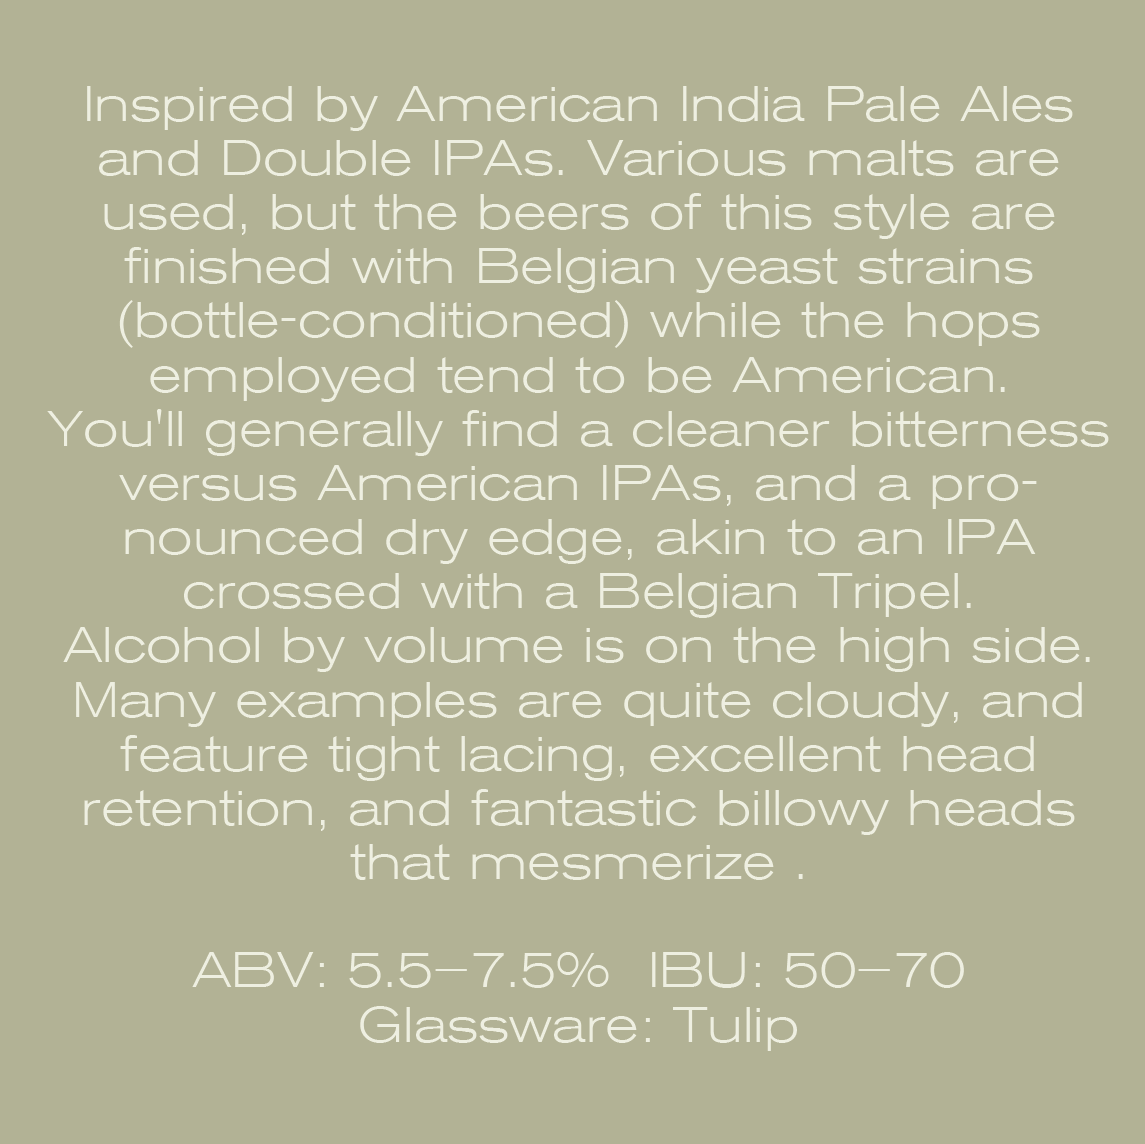 Inspired by American India Pale Ales
and Double IPAs. Various malts are
used, but the beers of this style are
finished with Belgian yeast strains
(bottle-conditioned) while the hops
employed tend to be American.
You'll generally find a cleaner bitterness
versus American IPAs, and a pro-
nounced dry edge, akin to an IPA
crossed with a Belgian Tripel.
Alcohol by volume is on the high side.
Many examples are quite cloudy, and
feature tight lacing, excellent head
retention, and fantastic billowy heads
that mesmerize .
ABV: 5.5–7.5%  IBU: 50–70
Glassware: Tulip